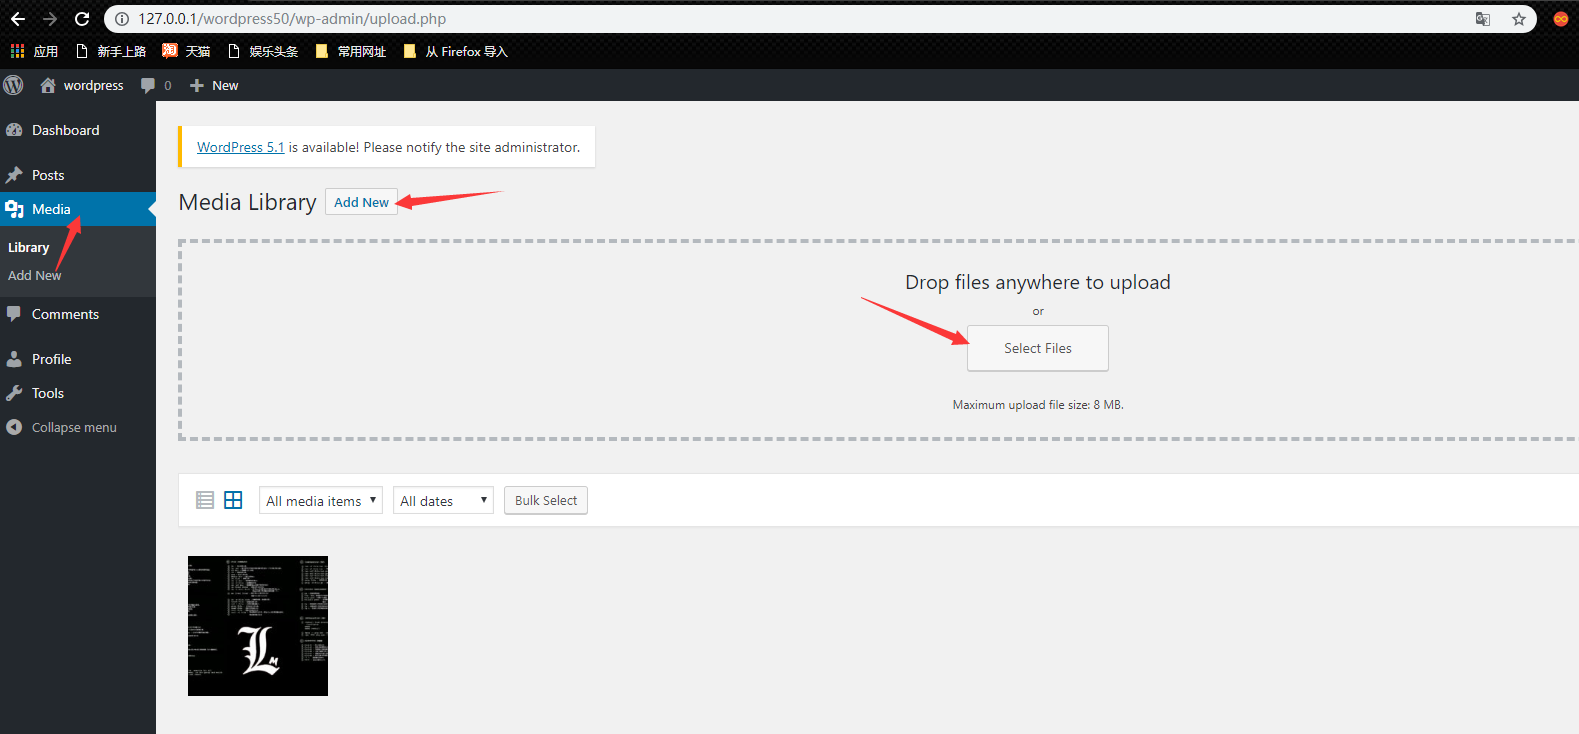 127.0.0.1/wordpress50/wp-admin/upload.php
应用 新手上路 淘 天猫 娱乐头条 常用网址 从 Firefox 导入
wordpress 0 New
Dashboard
Posts
Media
Library
Add New
Comments
Profile
Tools
Collapse menu
WordPress 5.1 is available! Please notify the site administrator.
Media Library Add New
Drop files anywhere to upload
or
Select Files
Maximum upload file size: 8 MB.
All media items All dates Bulk Select